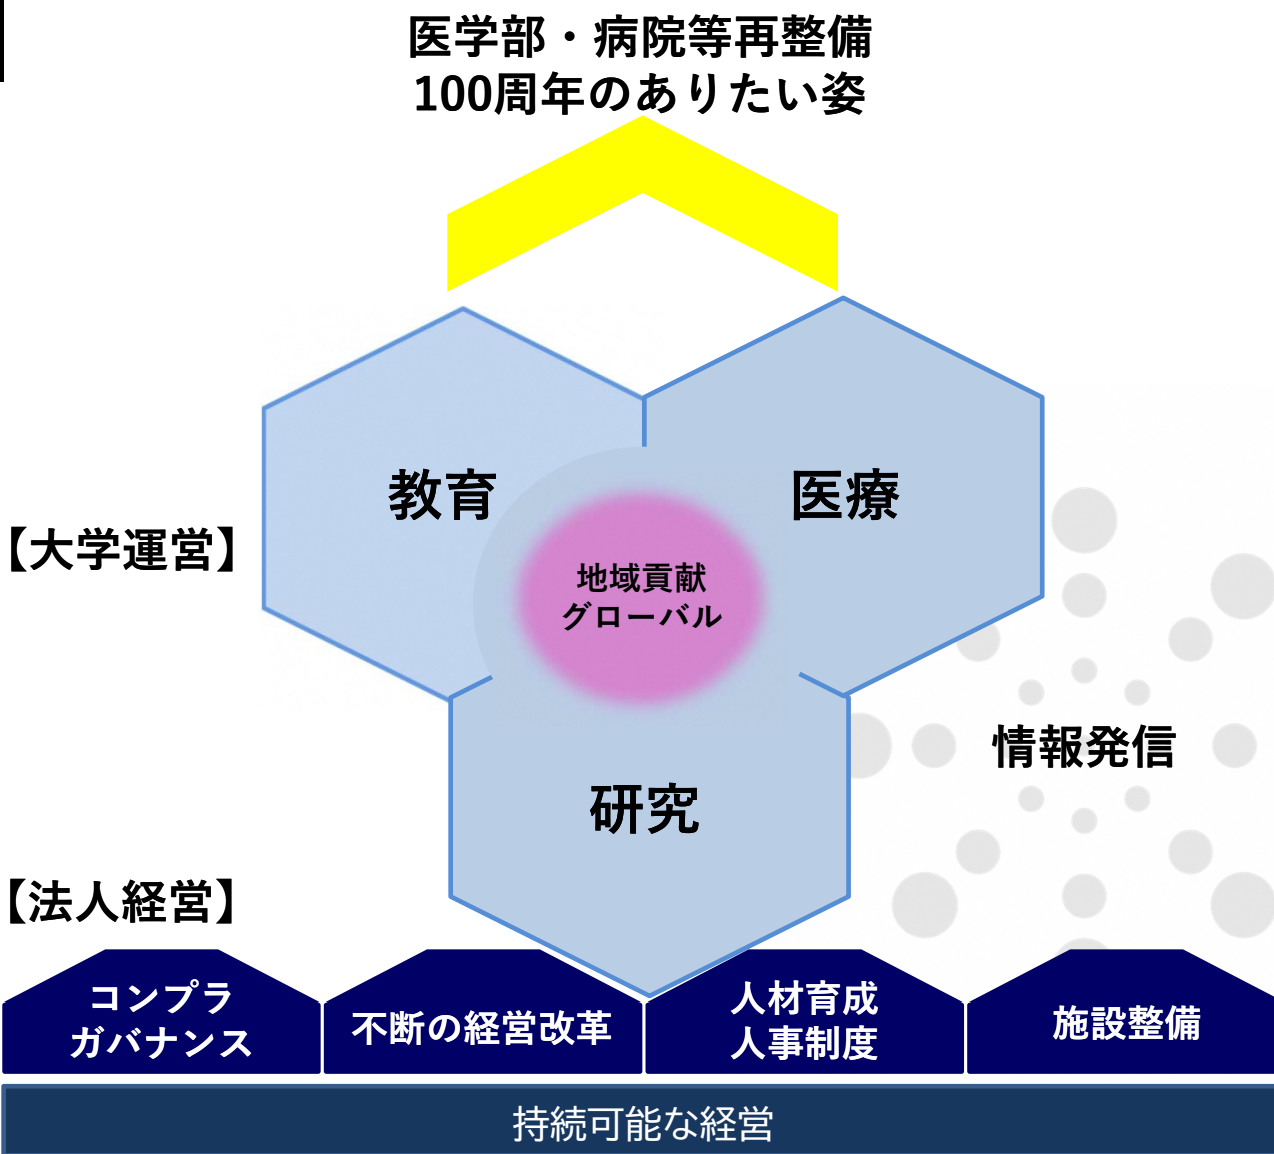 医学部・病院等再整備
100周年のありたい姿
教育
医療
【大学運営】
地域貢献
グローバル
情報発信
研究
【法人経営】
コンプラ
ガバナンス
不断の経営改革
人材育成
人事制度
施設整備
持続可能な経営